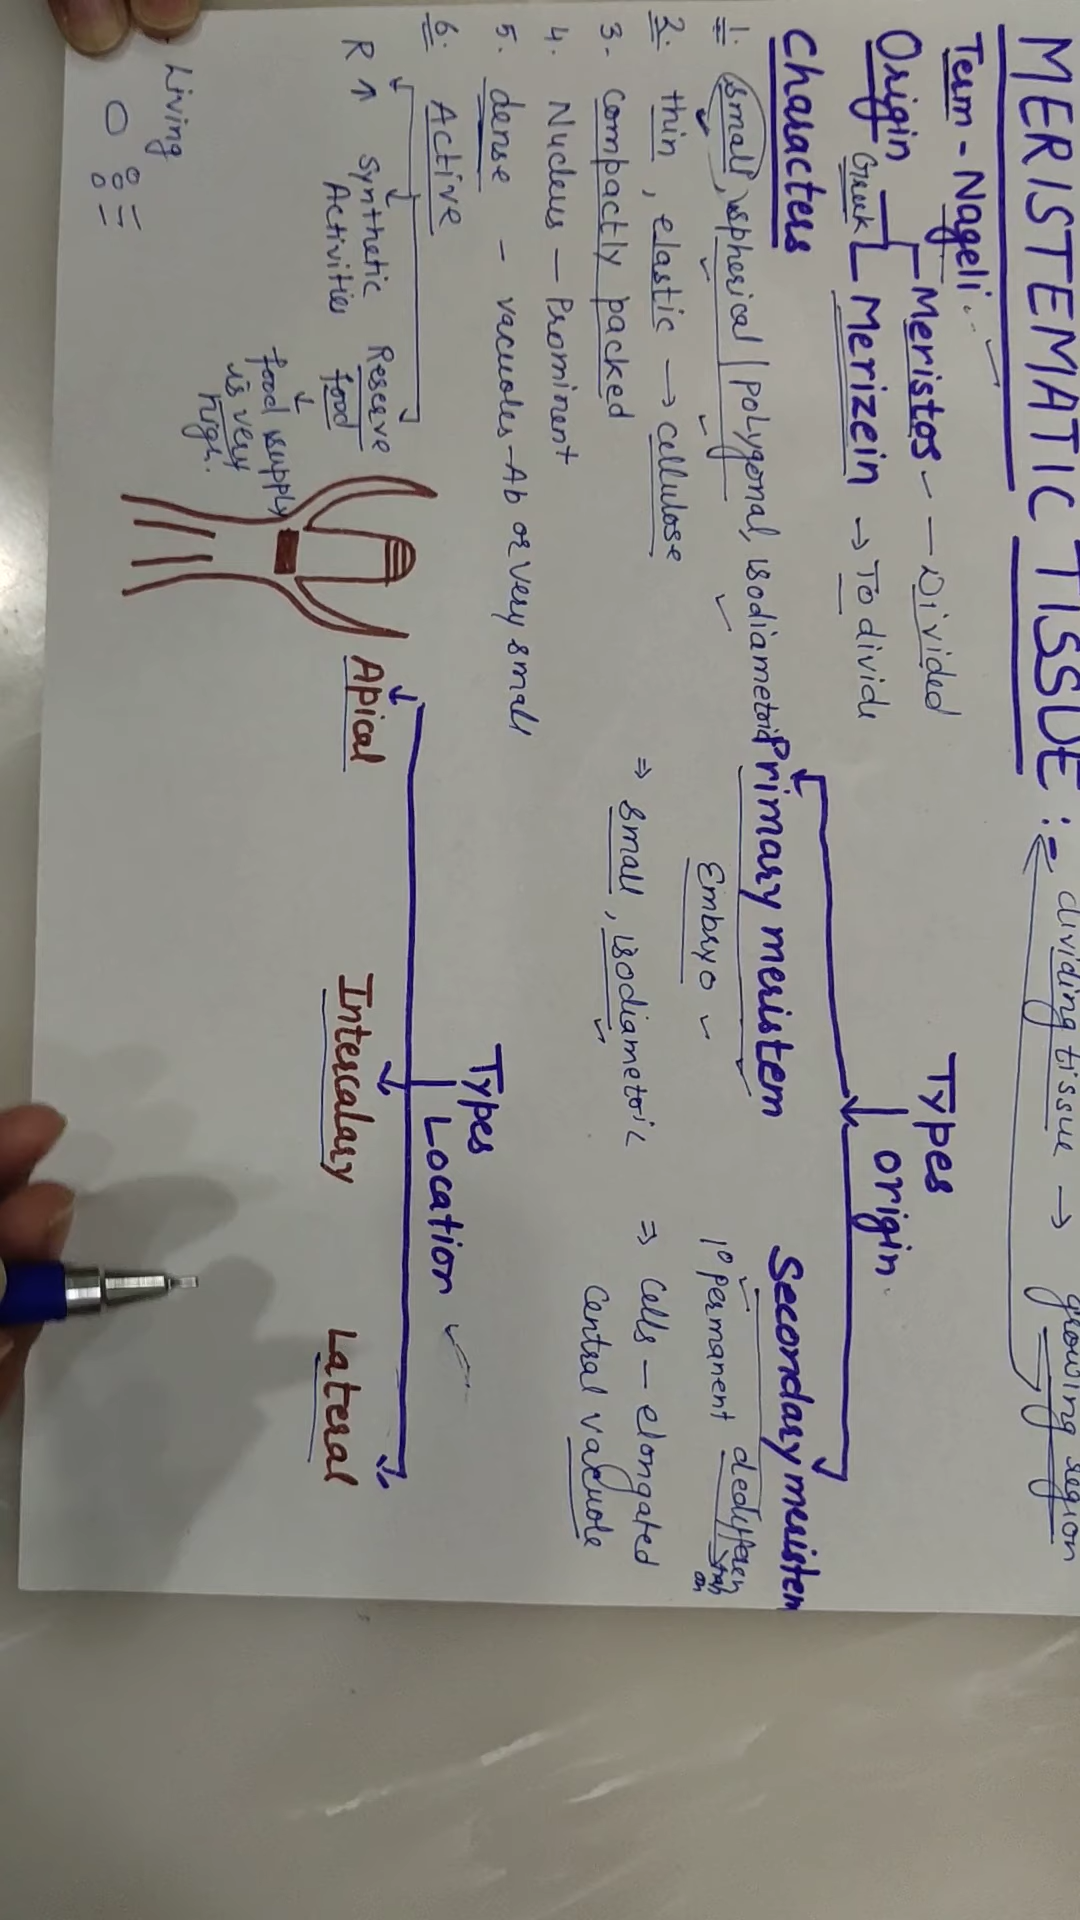 MERISTEMATIC TISSUE :- dividing tissue → growing region
Term - Nageli
Origin - Meristos - Divided
Greek Merizein → To divide
Characters
1. small, spherical / polygonal, isodiametric
2. thin, elastic → cellulose
3. compactly packed
4. Nucleus - Prominent
5. dense - vacuoles - Ab or very small
6. Active
R ↑ Synthetic Activities
Reserve food
food supply is very high.
Living
Types
origin
Primary meristem
Embryo
⇒ small, isodiametric
Secondary meristem
1° permanent dedifferentiation
⇒ cells - elongated
Central vacuole
Types
Location
Apical
Intercalary
Lateral